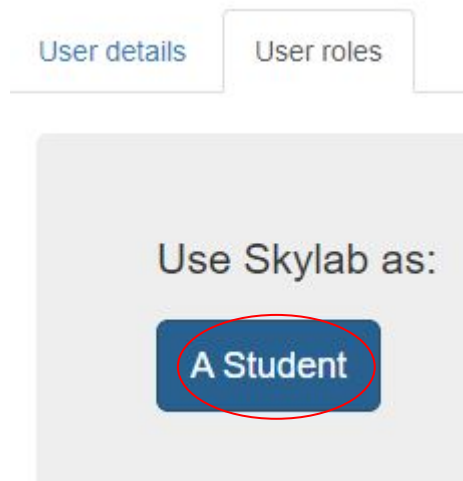 User details
User roles
Use Skylab as:
A Student